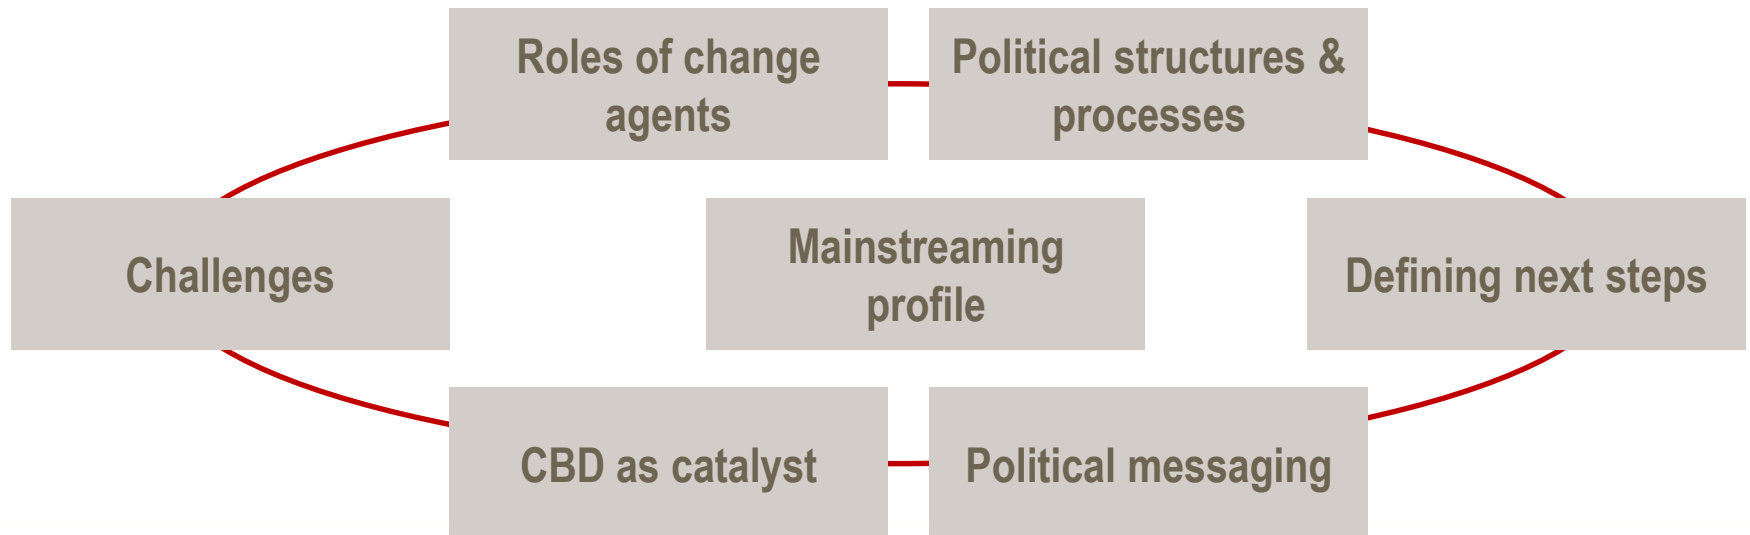 Roles of change
agents
Political structures &
processes
Challenges
Mainstreaming
profile
Defining next steps
CBD as catalyst
Political messaging